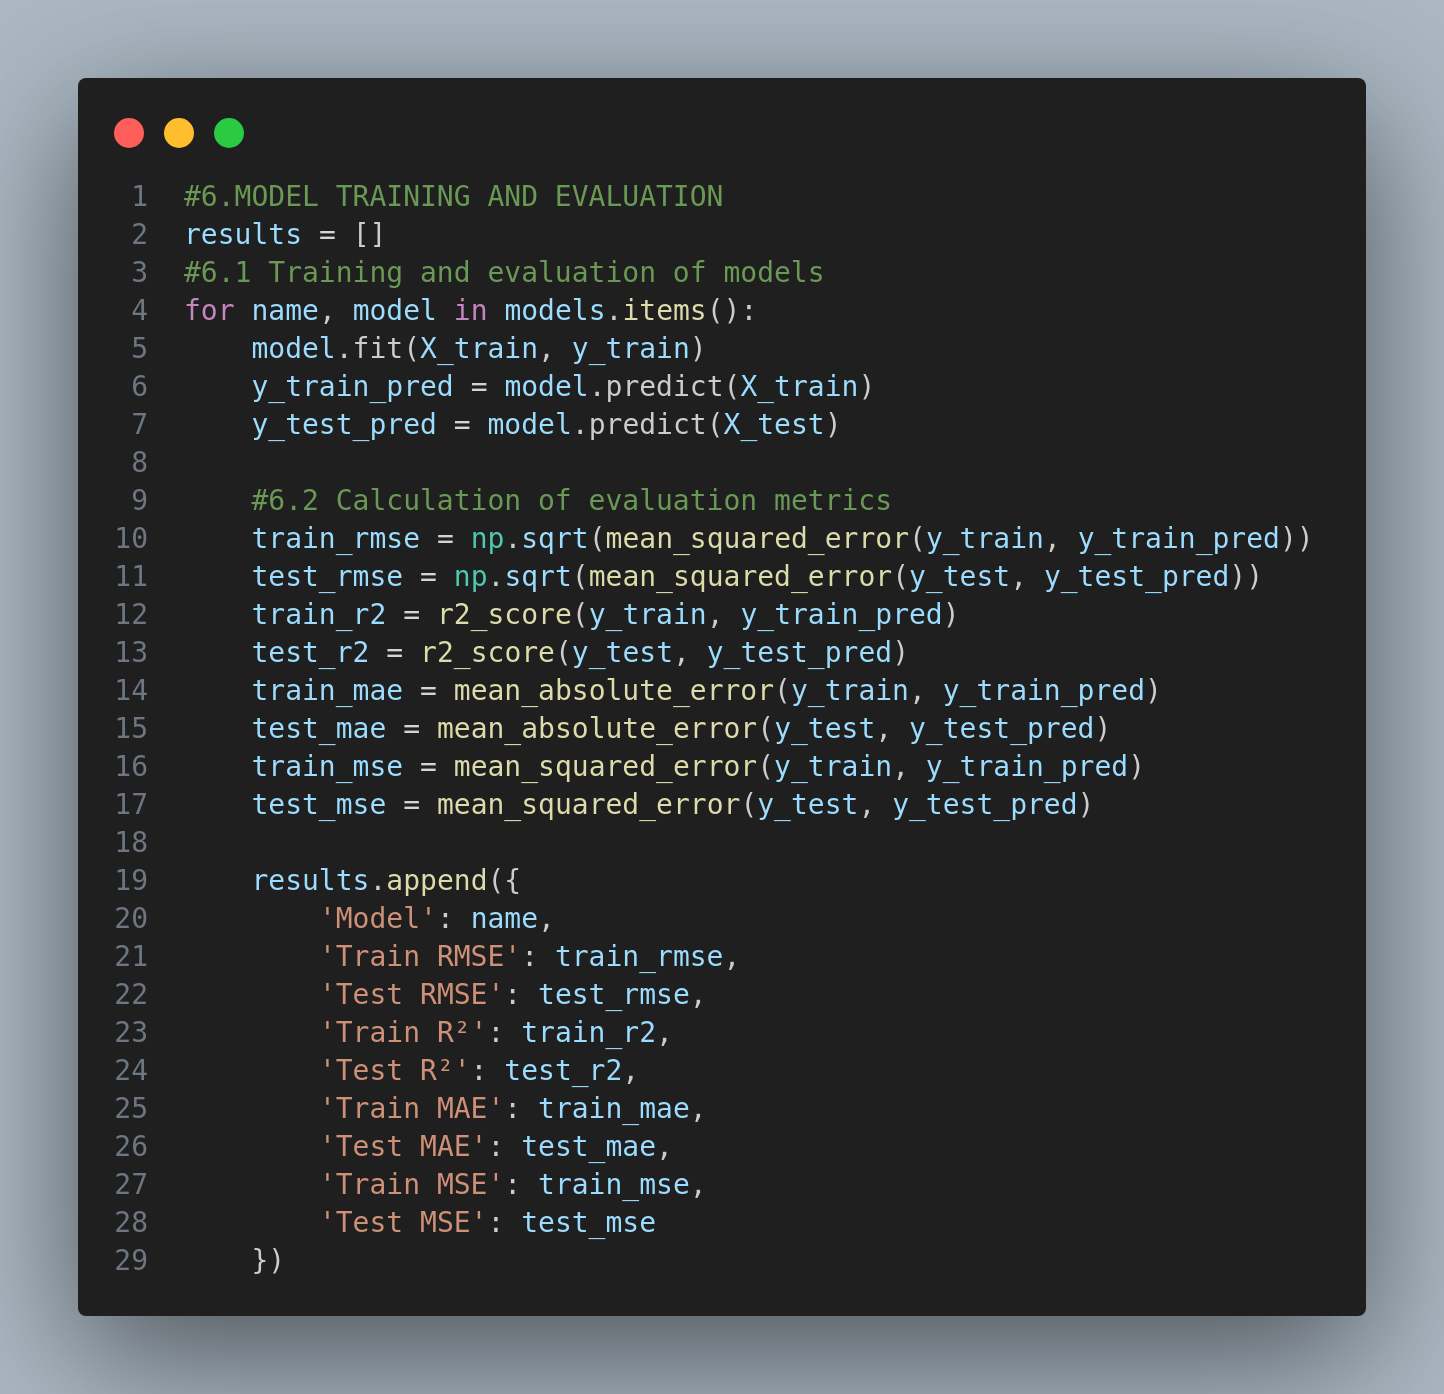 1 #6.MODEL TRAINING AND EVALUATION
2 results = []
3 #6.1 Training and evaluation of models
4 for name, model in models.items():
5     model.fit(X_train, y_train)
6     y_train_pred = model.predict(X_train)
7     y_test_pred = model.predict(X_test)
8
9     #6.2 Calculation of evaluation metrics
10     train_rmse = np.sqrt(mean_squared_error(y_train, y_train_pred))
11     test_rmse = np.sqrt(mean_squared_error(y_test, y_test_pred))
12     train_r2 = r2_score(y_train, y_train_pred)
13     test_r2 = r2_score(y_test, y_test_pred)
14     train_mae = mean_absolute_error(y_train, y_train_pred)
15     test_mae = mean_absolute_error(y_test, y_test_pred)
16     train_mse = mean_squared_error(y_train, y_train_pred)
17     test_mse = mean_squared_error(y_test, y_test_pred)
18
19     results.append({
20         'Model': name,
21         'Train RMSE': train_rmse,
22         'Test RMSE': test_rmse,
23         'Train R²': train_r2,
24         'Test R²': test_r2,
25         'Train MAE': train_mae,
26         'Test MAE': test_mae,
27         'Train MSE': train_mse,
28         'Test MSE': test_mse
29     })